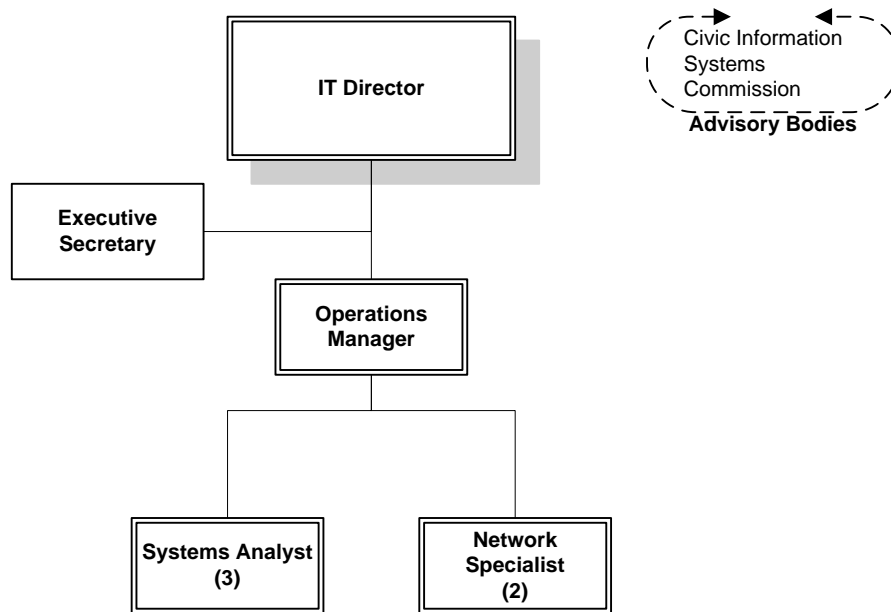 IT Director
Civic Information
Systems
Commission
Advisory Bodies
Executive
Secretary
Operations
Manager
Systems Analyst
(3)
Network
Specialist
(2)